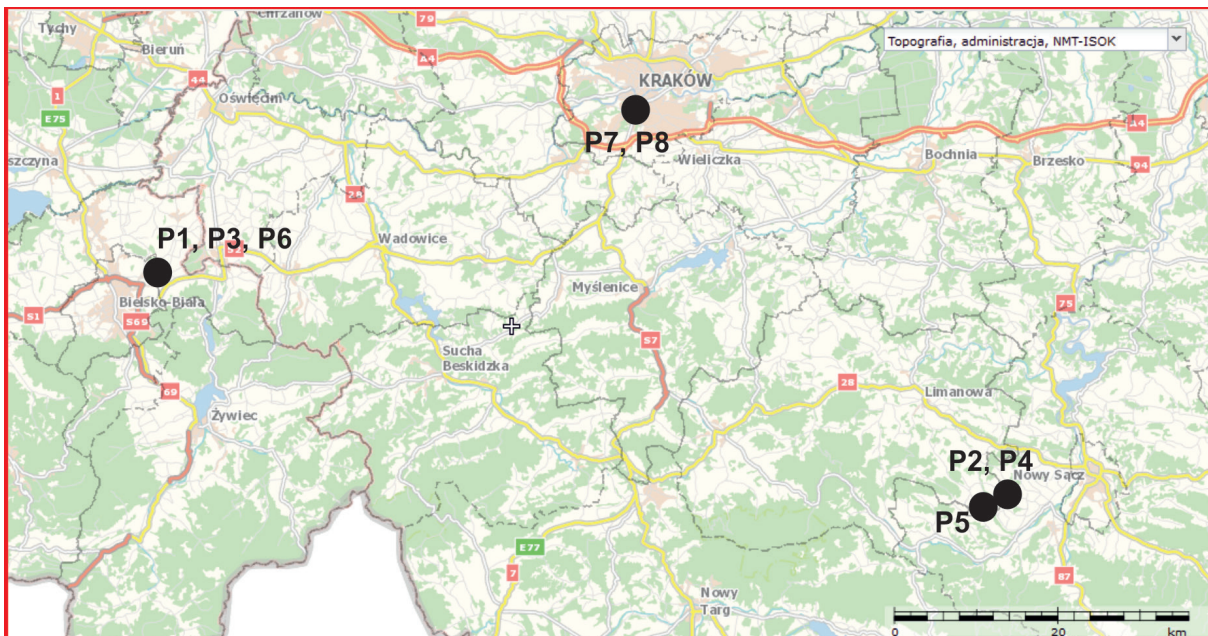 Tychy
Chrzanów
79
Topografia, administracja, NMT-ISOK
Bieruń
A4
KRAKÓW
44
1
Oświęcim
E75
A4
P7, P8
Wieliczka
Bochnia
Brzesko
94
szczyna
28
P1, P3, P6
Wadowice
Myślenice
Bielsko-Biała
75
S1
S69
S7
Sucha
Beskidzka
69
28
Limanowa
Żywiec
P2, P4
Nowy Sącz
P5
E77
7
87
Nowy
Targ
0 20 km